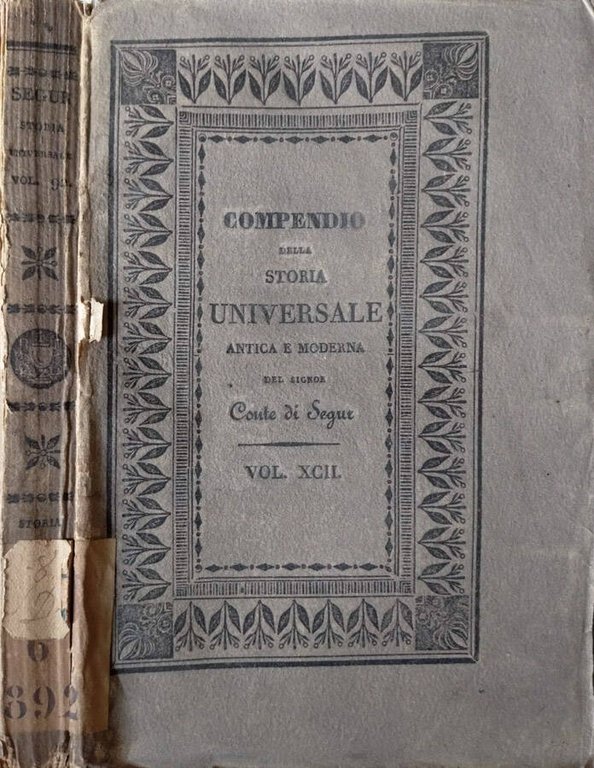 SEGUR
STORIA
UNIVERSALE
VOL. 92.
STORIA
O
892
COMPENDIO
DELLA
STORIA
UNIVERSALE
ANTICA E MODERNA
DEL SIGNOR
Conte di Segur
VOL. XCII.